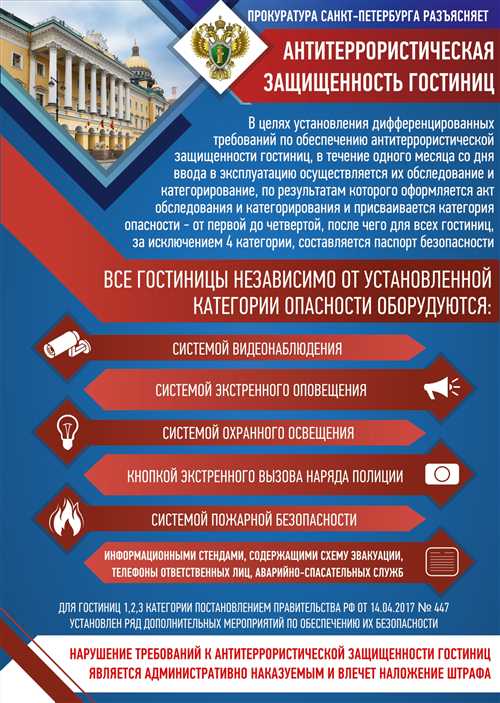 ПРОКУРАТУРА САНКТ-ПЕТЕРБУРГА РАЗЪЯСНЯЕТ
АНТИТЕРРОРИСТИЧЕСКАЯ
ЗАЩИЩЕННОСТЬ ГОСТИНИЦ
В целях установления дифференцированных
требований по обеспечению антитеррористической
защищенности гостиниц, в течение одного месяца со дня
ввода в эксплуатацию осуществляется их обследование и
категорирование, по результатам которого оформляется акт
обследования и категорирования и присваивается категория
опасности - от первой до четвертой, после чего для всех гостиниц,
за исключением 4 категории, составляется паспорт безопасности
ВСЕ ГОСТИНИЦЫ НЕЗАВИСИМО ОТ УСТАНОВЛЕННОЙ
КАТЕГОРИИ ОПАСНОСТИ ОБОРУДУЮТСЯ:
СИСТЕМОЙ ВИДЕОНАБЛЮДЕНИЯ
СИСТЕМОЙ ЭКСТРЕННОГО ОПОВЕЩЕНИЯ
СИСТЕМОЙ ОХРАННОГО ОСВЕЩЕНИЯ
КНОПКОЙ ЭКСТРЕННОГО ВЫЗОВА НАРЯДА ПОЛИЦИИ
СИСТЕМОЙ ПОЖАРНОЙ БЕЗОПАСНОСТИ
ИНФОРМАЦИОННЫМИ СТЕНДАМИ, СОДЕРЖАЩИМИ СХЕМУ ЭВАКУАЦИИ,
ТЕЛЕФОНЫ ОТВЕТСТВЕННЫХ ЛИЦ, АВАРИЙНО-СПАСАТЕЛЬНЫХ СЛУЖБ
ДЛЯ ГОСТИНИЦ 1,2,3 КАТЕГОРИИ ПОСТАНОВЛЕНИЕМ ПРАВИТЕЛЬСТВА РФ ОТ 14.04.2017 № 447
УСТАНОВЛЕН РЯД ДОПОЛНИТЕЛЬНЫХ МЕРОПРИЯТИЙ ПО ОБЕСПЕЧЕНИЮ ИХ БЕЗОПАСНОСТИ
НАРУШЕНИЕ ТРЕБОВАНИЙ К АНТИТЕРРОРИСТИЧЕСКОЙ ЗАЩИЩЕННОСТИ ГОСТИНИЦ
ЯВЛЯЕТСЯ АДМИНИСТРАТИВНО НАКАЗУЕМЫМ И ВЛЕЧЕТ НАЛОЖЕНИЕ ШТРАФА